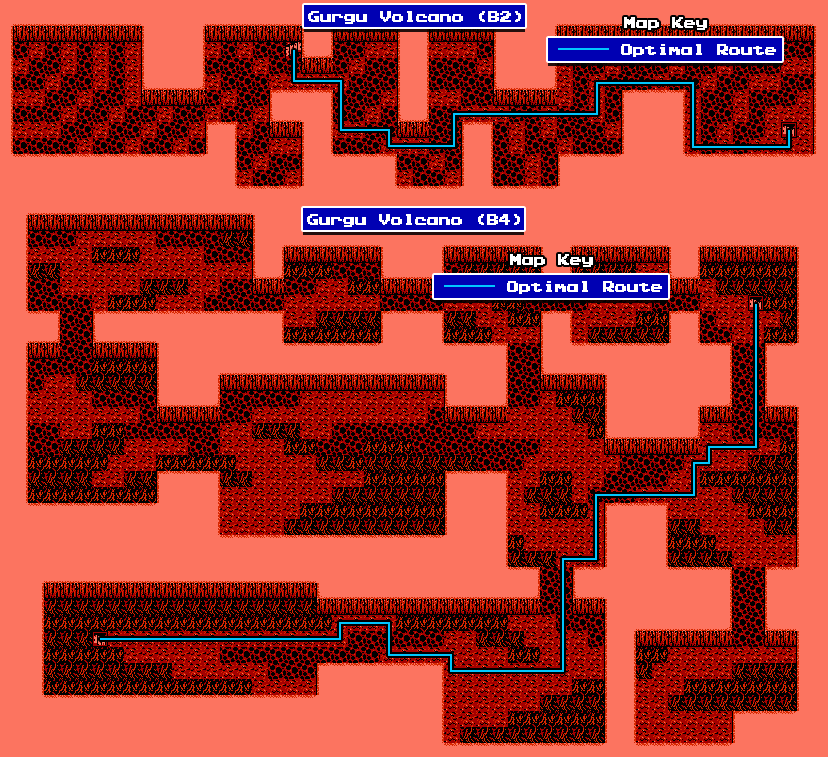 Gurgu Volcano (B2)
Map Key
Optimal Route
Gurgu Volcano (B4)
Map Key
Optimal Route